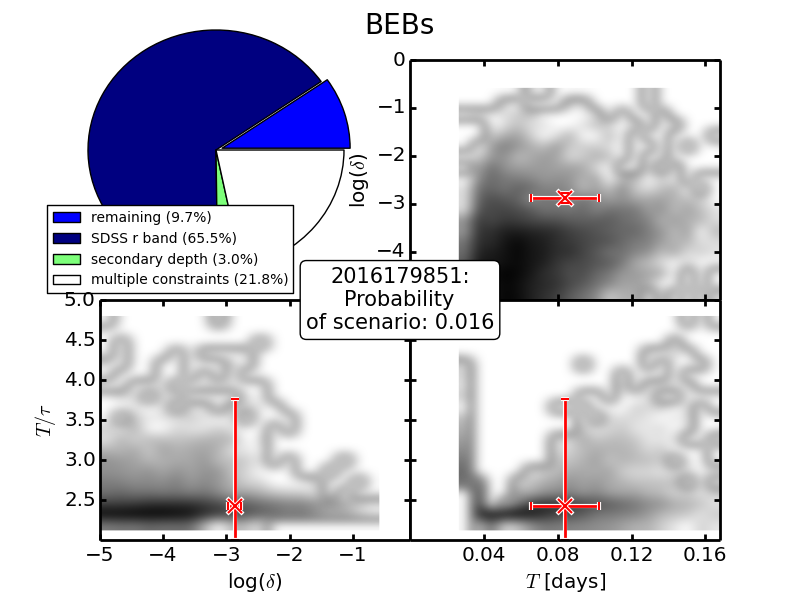 BEBs
remaining (9.7%)
SDSS r band (65.5%)
secondary depth (3.0%)
multiple constraints (21.8%)
0
−1
−2
−3
−4
log(δ)
2016179851:
Probability
of scenario: 0.016
5.0
4.5
4.0
3.5
3.0
2.5
T/τ
−5 −4 −3 −2 −1
log(δ)
0.04 0.08 0.12 0.16
T [days]